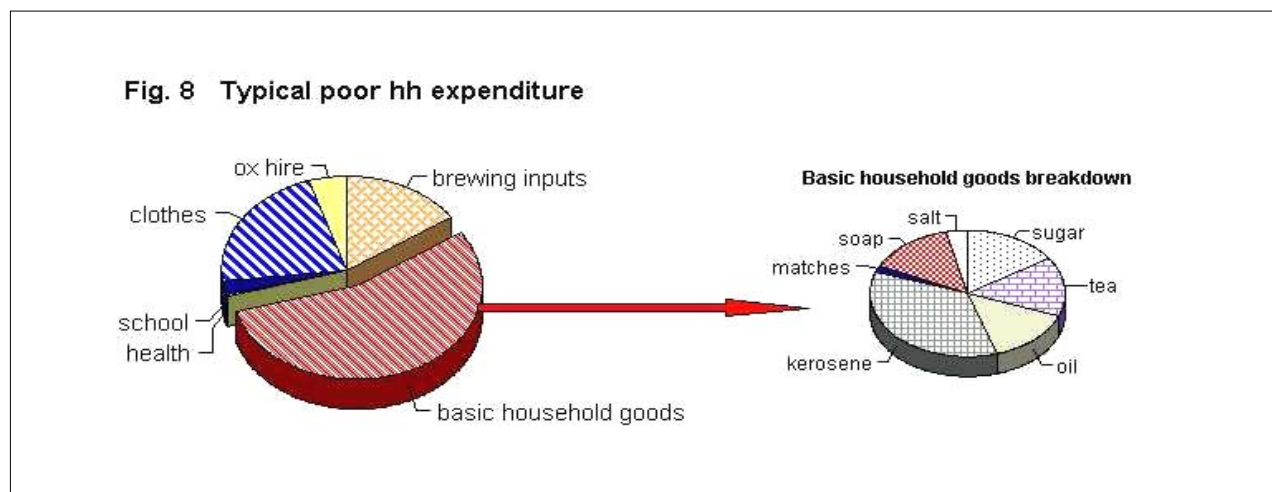 Fig. 8 Typical poor hh expenditure
ox hire
brewing inputs
clothes
school
health
basic household goods
Basic household goods breakdown
salt
sugar
soap
matches
tea
kerosene
oil